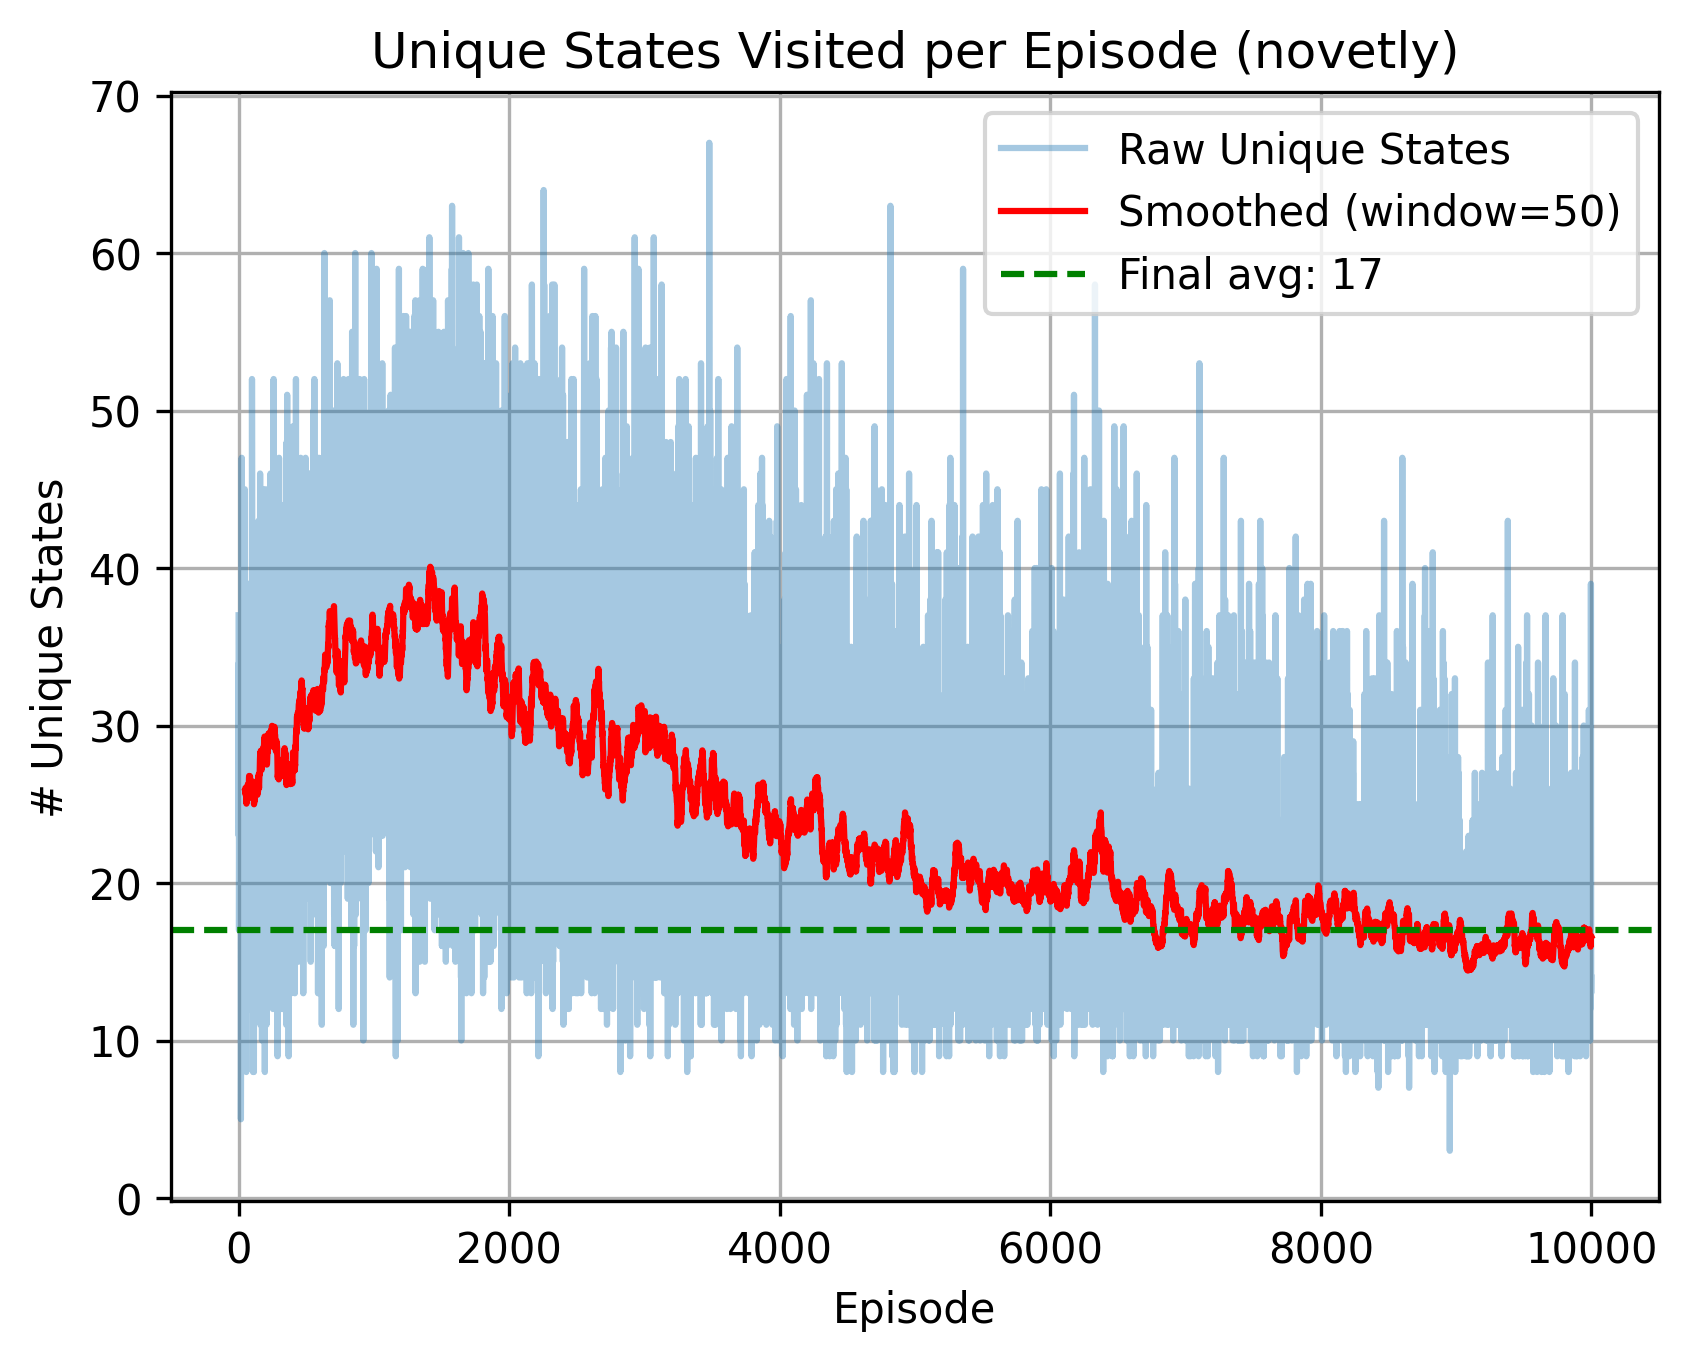 Unique States Visited per Episode (novetly)
Raw Unique States
Smoothed (window=50)
Final avg: 17
# Unique States
70
60
50
40
30
20
10
0
0 2000 4000 6000 8000 10000
Episode